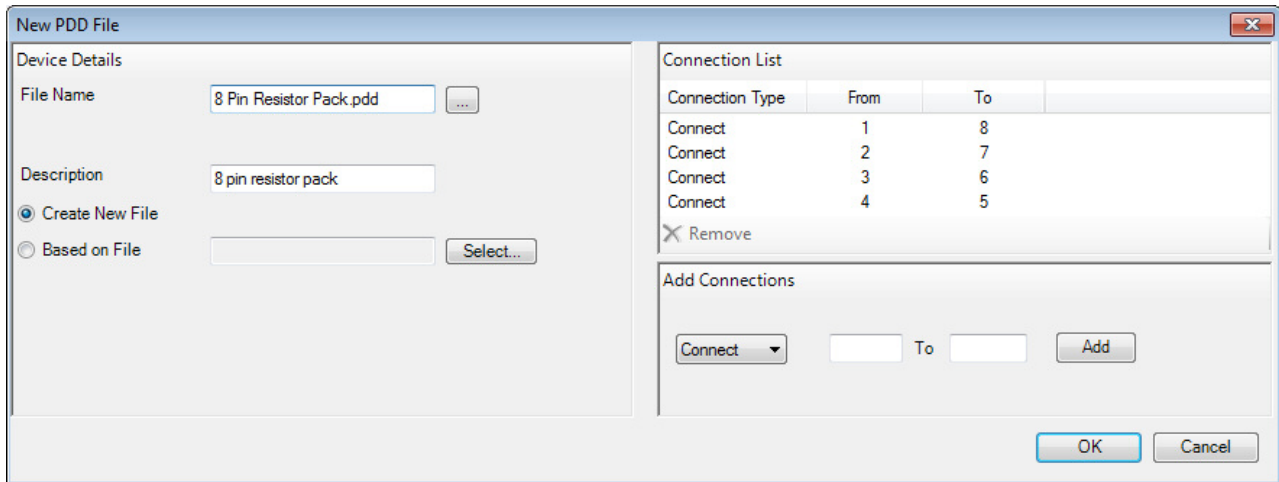 New PDD File
Device Details
File Name 8 Pin Resistor Pack.pdd ...
Description 8 pin resistor pack
Create New File
Based on File Select...
Connection List
Connection Type From To
Connect 1 8
Connect 2 7
Connect 3 6
Connect 4 5
Remove
Add Connections
Connect To Add
OK Cancel